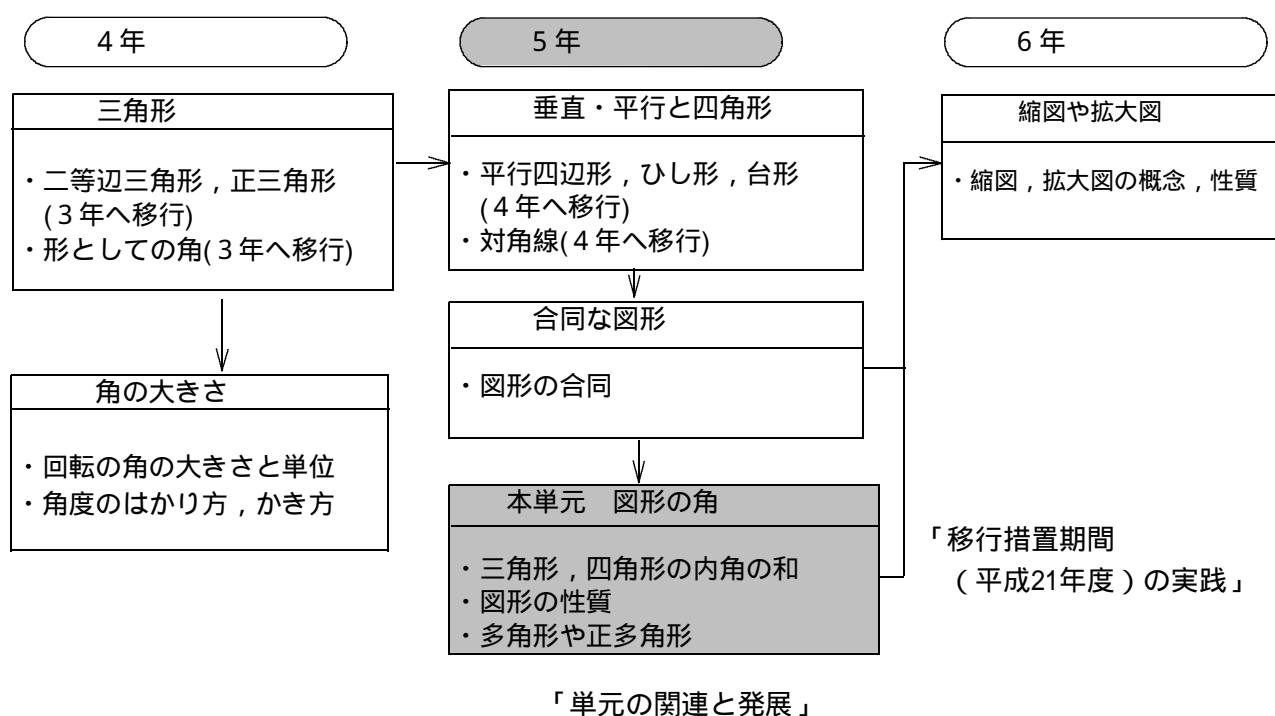 4年
5年
6年
三角形
・二等辺三角形，正三角形
(3年へ移行)
・形としての角(3年へ移行)
角の大きさ
・回転の角の大きさと単位
・角度のはかり方，かき方
垂直・平行と四角形
・平行四辺形，ひし形，台形
(4年へ移行)
・対角線(4年へ移行)
合同な図形
・図形の合同
本単元　図形の角
・三角形，四角形の内角の和
・図形の性質
・多角形や正多角形
縮図や拡大図
・縮図，拡大図の概念，性質
「移行措置期間
（平成21年度）の実践」
「単元の関連と発展」